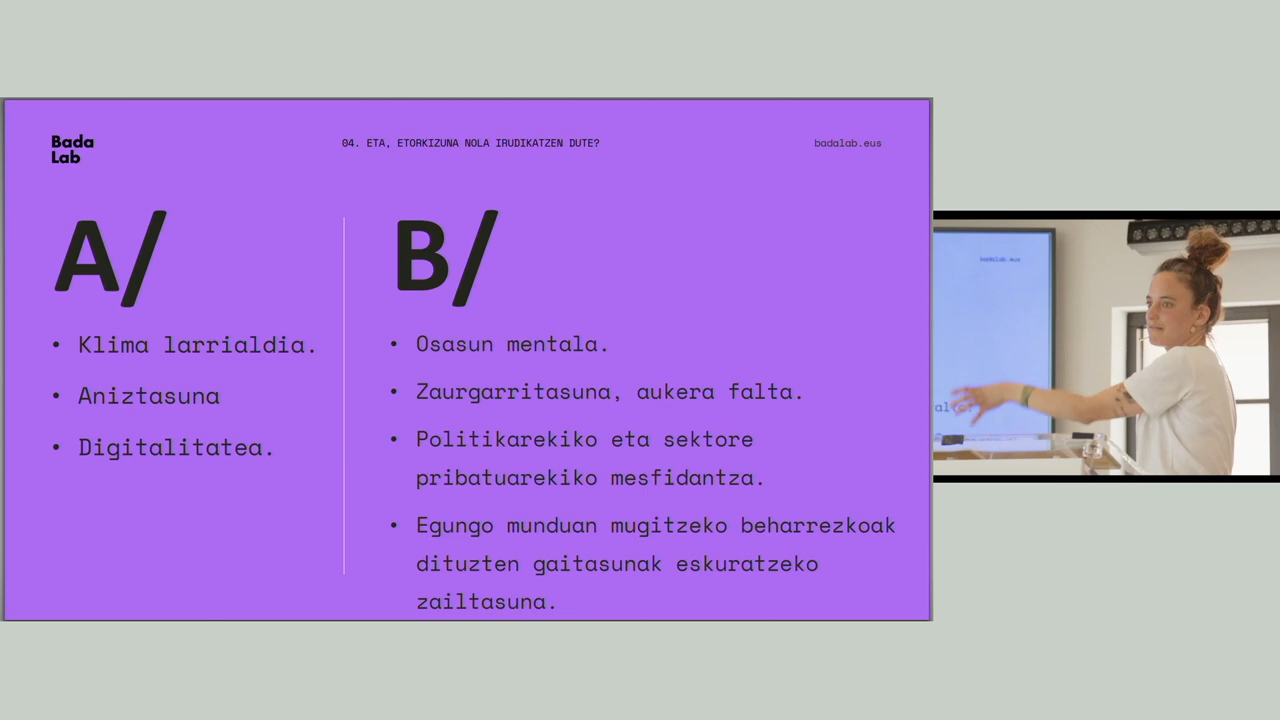 Bada
Lab
04. ETA, ETORKIZUNA NOLA IRUDIKATZEN DUTE?
badalab.eus
A/
• Klima larrialdia.
• Aniztasuna
• Digitalitatea.
B/
• Osasun mentala.
• Zaurgarritasuna, aukera falta.
• Politikarekiko eta sektore
pribatuarekiko mesfidantza.
• Egungo munduan mugitzeko beharrezkoak
dituzten gaitasunak eskuratzeko
zailtasuna.
badalab.eus